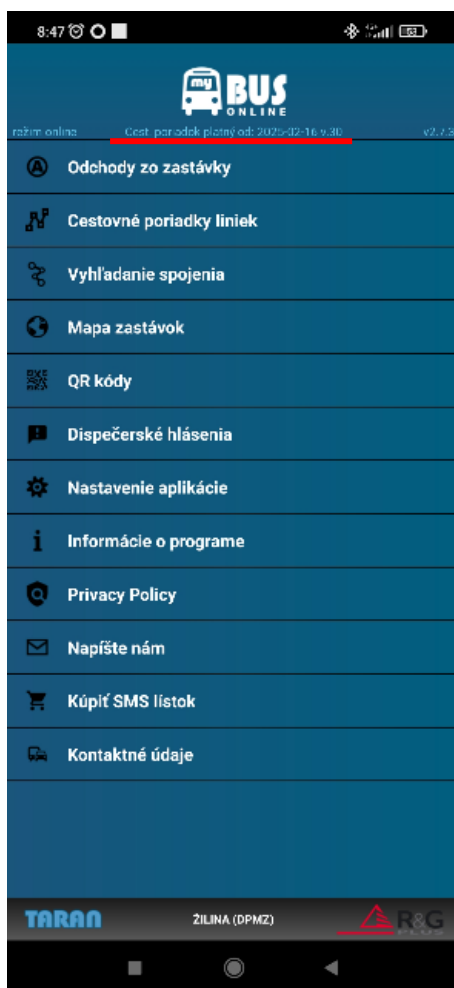 8:47
53
my
BUS
ONLINE
režim online Cest. poriadok platný od: 2025-02-16 v.30 v2.7.3
Odchody zo zastávky
Cestovné poriadky liniek
Vyhľadanie spojenia
Mapa zastávok
QR kódy
Dispečerské hlásenia
Nastavenie aplikácie
Informácie o programe
Privacy Policy
Napíšte nám
Kúpiť SMS lístok
Kontaktné údaje
TARAN ŽILINA (DPMZ) R&G
PLUS